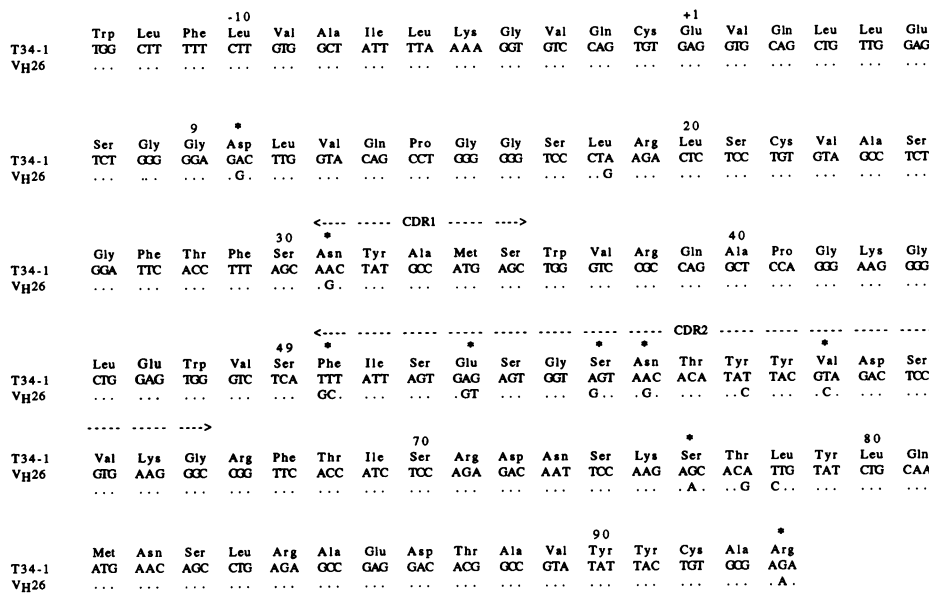 -10 +1
Trp Leu Phe Leu Val Ala Ile Leu Lys Gly Val Gln Cys Glu Val Gln Leu Leu Glu
T34-1 TGG CTT TTT CTT GTG GCT ATT TTA AAA GGT GTC CAG TGT GAG GTG CAG CTG TTG GAG
VH26 ... ... ... ... ... ... ... ... ... ... ... ... ... ... ... ... ... ... ...
9 * 20
Ser Gly Gly Asp Leu Val Gln Pro Gly Gly Ser Leu Arg Leu Ser Cys Val Ala Ser
T34-1 TCT GGG GGA GAC TTG GTA CAG CCT GGG GGG TCC CTA AGA CTC TCC TGT GTA GCC TCT
VH26 ... .. ... .G. ... ... ... ... ... ... ... ..G ... ... ... ... ... ... ...
<---- ----- CDR1 ----- ---->
30 * 40
Gly Phe Thr Phe Ser Asn Tyr Ala Met Ser Trp Val Arg Gln Ala Pro Gly Lys Gly
T34-1 GGA TTC ACC TTT AGC AAC TAT GCC ATG AGC TGG GTC CGC CAG GCT CCA GGG AAG GGG
VH26 ... ... ... ... ... .G. ... ... ... ... ... ... ... ... ... ... ... ... ...
<---- ----- ----- ----- ----- ----- ----- ----- CDR2 ----- ----- ----- ----- -----
49 * * * * *
Leu Glu Trp Val Ser Phe Ile Ser Glu Ser Gly Ser Asn Thr Tyr Tyr Val Asp Ser
T34-1 CTG GAG TGG GTC TCA TTT ATT AGT GAG AGT GGT AGT AAC ACA TAT TAC GTA GAC TCC
VH26 ... ... ... ... ... GC. ... ... .GT ... ... G.. .G. ... ..C ... .C. ... ...
----- ----- ---->
70 * 80
T34-1 Val Lys Gly Arg Phe Thr Ile Ser Arg Asp Asn Ser Lys Ser Thr Leu Tyr Leu Gln
T34-1 GTG AAG GGC CGG TTC ACC ATC TCC AGA GAC AAT TCC AAG AGC ACA TTG TAT CTG CAA
VH26 ... ... ... ... ... ... ... ... ... ... ... ... ... .A. ..G C.. ... ... ...
90 *
Met Asn Ser Leu Arg Ala Glu Asp Thr Ala Val Tyr Tyr Cys Ala Arg
T34-1 ATG AAC AGC CTG AGA GCC GAG GAC ACG GCC GTA TAT TAC TGT GCG AGA
VH26 ... ... ... ... ... ... ... ... ... ... ... ... ... ... ... .A.